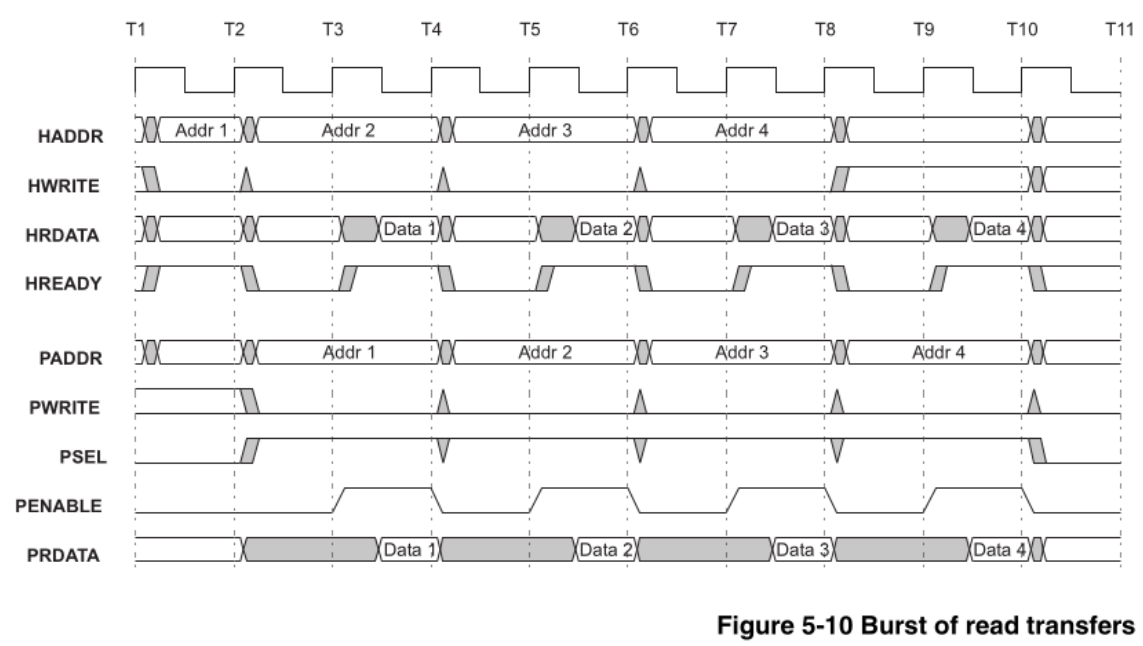 T1 T2 T3 T4 T5 T6 T7 T8 T9 T10 T11
HADDR Addr 1 Addr 2 Addr 3 Addr 4
HWRITE
HRDATA Data 1 Data 2 Data 3 Data 4
HREADY
PADDR Addr 1 Addr 2 Addr 3 Addr 4
PWRITE
PSEL
PENABLE
PRDATA Data 1 Data 2 Data 3 Data 4
Figure 5-10 Burst of read transfers